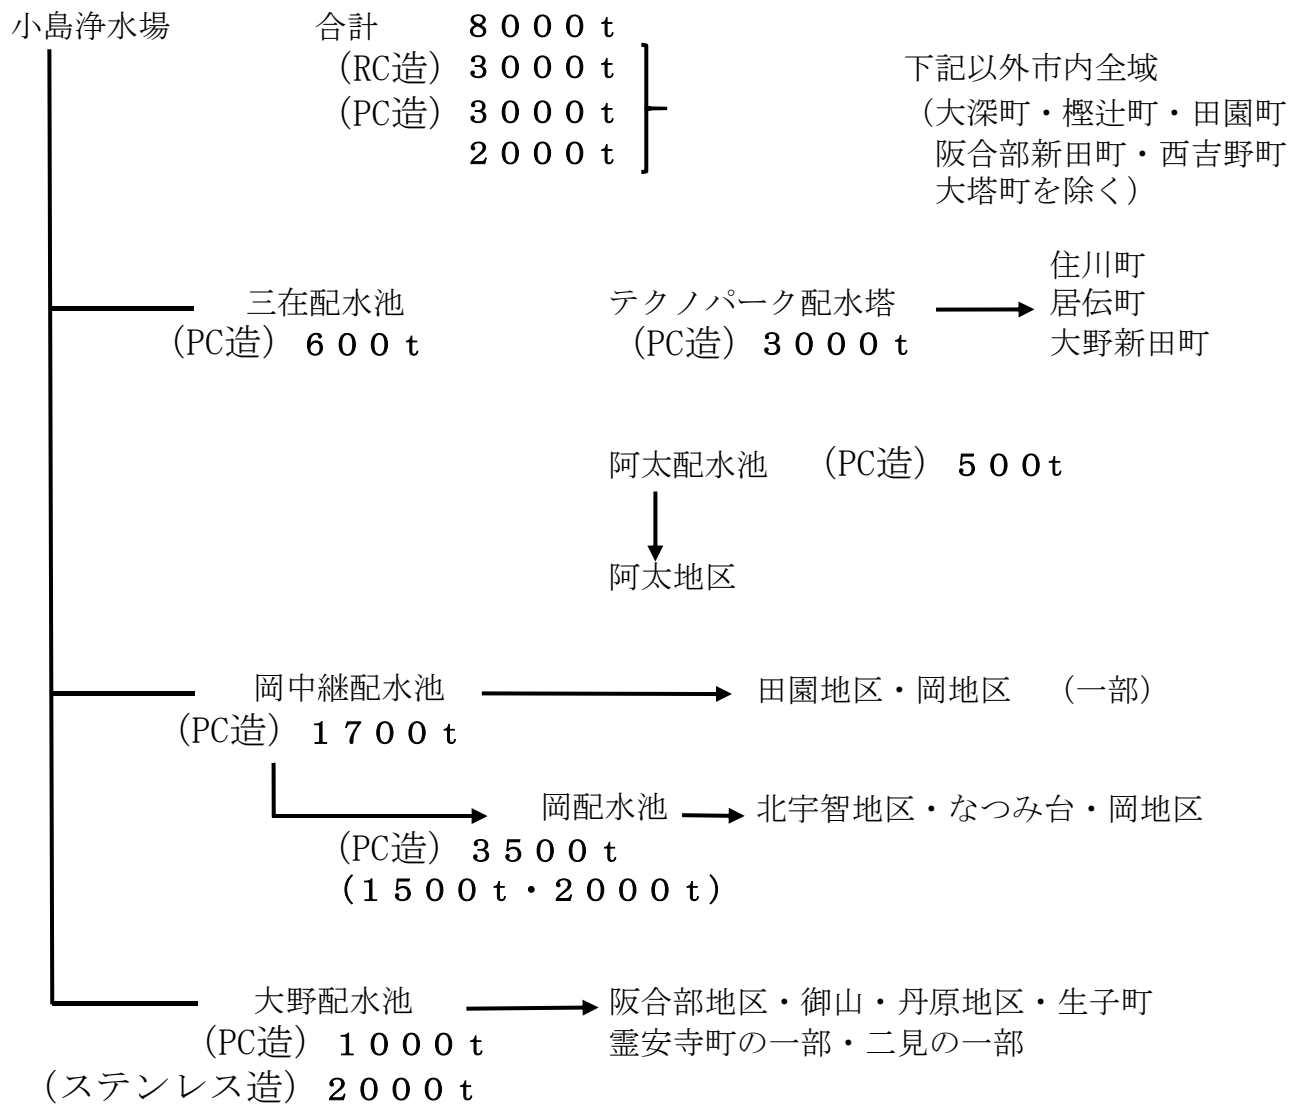 小島浄水場 合計 ８０００ｔ
（RC造）３０００ｔ
（PC造）３０００ｔ
２０００ｔ
下記以外市内全域
（大深町・樫辻町・田園町
阪合部新田町・西吉野町
大塔町を除く）
三在配水池
（PC造）６００ｔ
テクノパーク配水塔
（PC造）３０００ｔ
住川町
居伝町
大野新田町
阿太配水池 （PC造）５００t
阿太地区
岡中継配水池
（PC造）１７００ｔ
田園地区・岡地区 （一部）
岡配水池
（PC造）３５００ｔ
（１５００ｔ・２０００ｔ）
北宇智地区・なつみ台・岡地区
大野配水池
（PC造）１０００ｔ
（ステンレス造）２０００ｔ
阪合部地区・御山・丹原地区・生子町
霊安寺町の一部・二見の一部